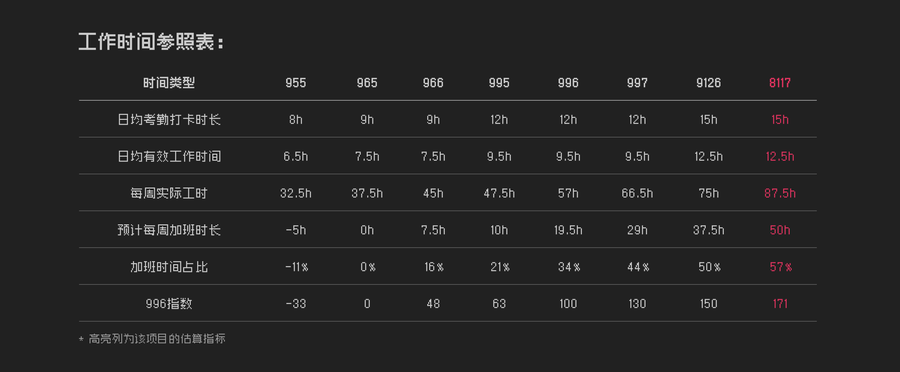 工作时间参照表：
时间类型 955 965 966 995 996 997 9126 8117
日均考勤打卡时长 8h 9h 9h 12h 12h 12h 15h 15h
日均有效工作时间 6.5h 7.5h 7.5h 9.5h 9.5h 9.5h 12.5h 12.5h
每周实际工时 32.5h 37.5h 45h 47.5h 57h 66.5h 75h 87.5h
预计每周加班时长 -5h 0h 7.5h 10h 19.5h 29h 37.5h 50h
加班时间占比 -11% 0% 16% 21% 34% 44% 50% 57%
996指数 -33 0 48 63 100 130 150 171
* 高亮列为该项目的估算指标